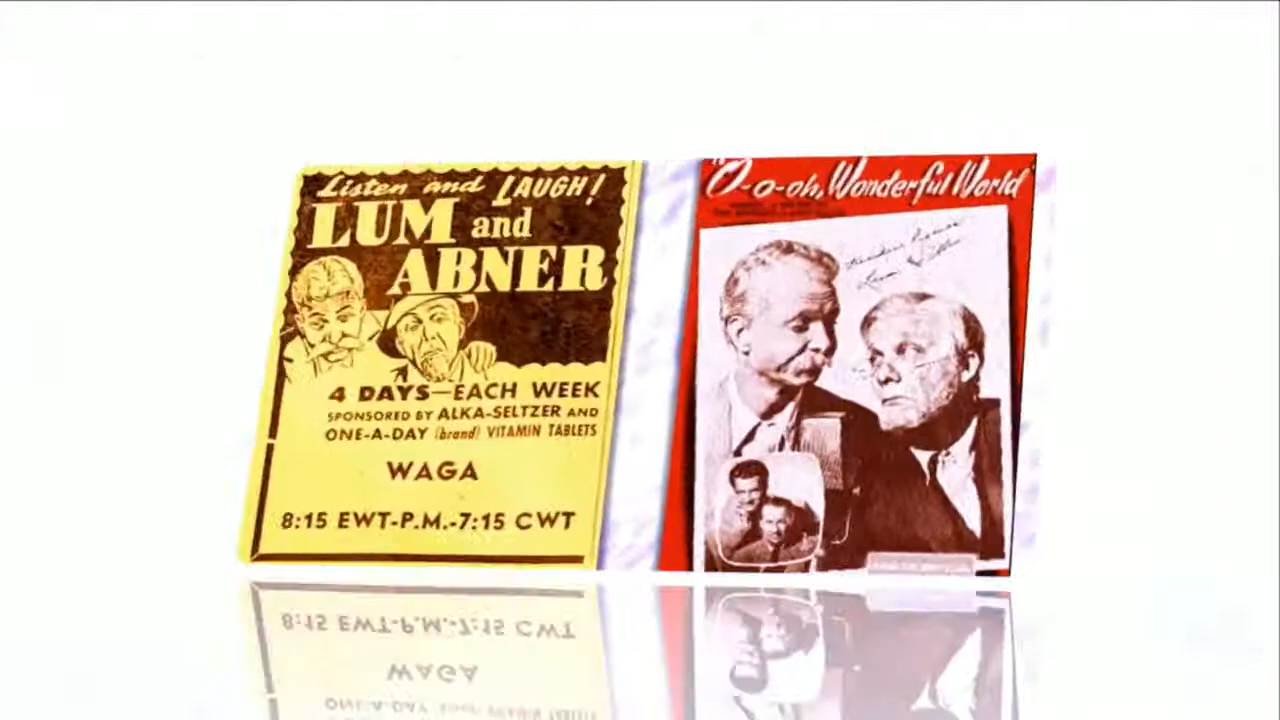 Listen and LAUGH!
LUM and
ABNER
4 DAYS—EACH WEEK
SPONSORED BY ALKA-SELTZER AND
ONE-A-DAY (brand) VITAMIN TABLETS
WAGA
8:15 EWT-P.M.-7:15 CWT
"O-o-oh, Wonderful World